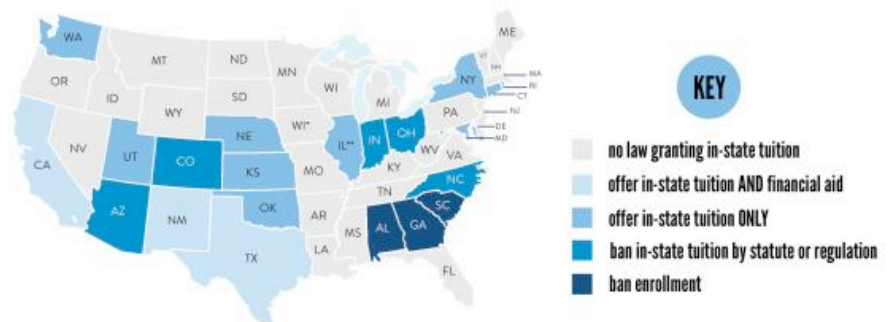 WA
ME
MT
ND
VT
NH
OR
MN
MA
ID
SD
WI
NY
RI
CT
WY
MI
PA
NJ
WI*
NE
OH
DE
MD
NV
UT
IL**
IN
WV
VA
CA
CO
KS
MO
KY
NC
TN
AZ
NM
OK
AR
SC
MS
AL
GA
TX
LA
FL
KEY
no law granting in-state tuition
offer in-state tuition AND financial aid
offer in-state tuition ONLY
ban in-state tuition by statute or regulation
ban enrollment